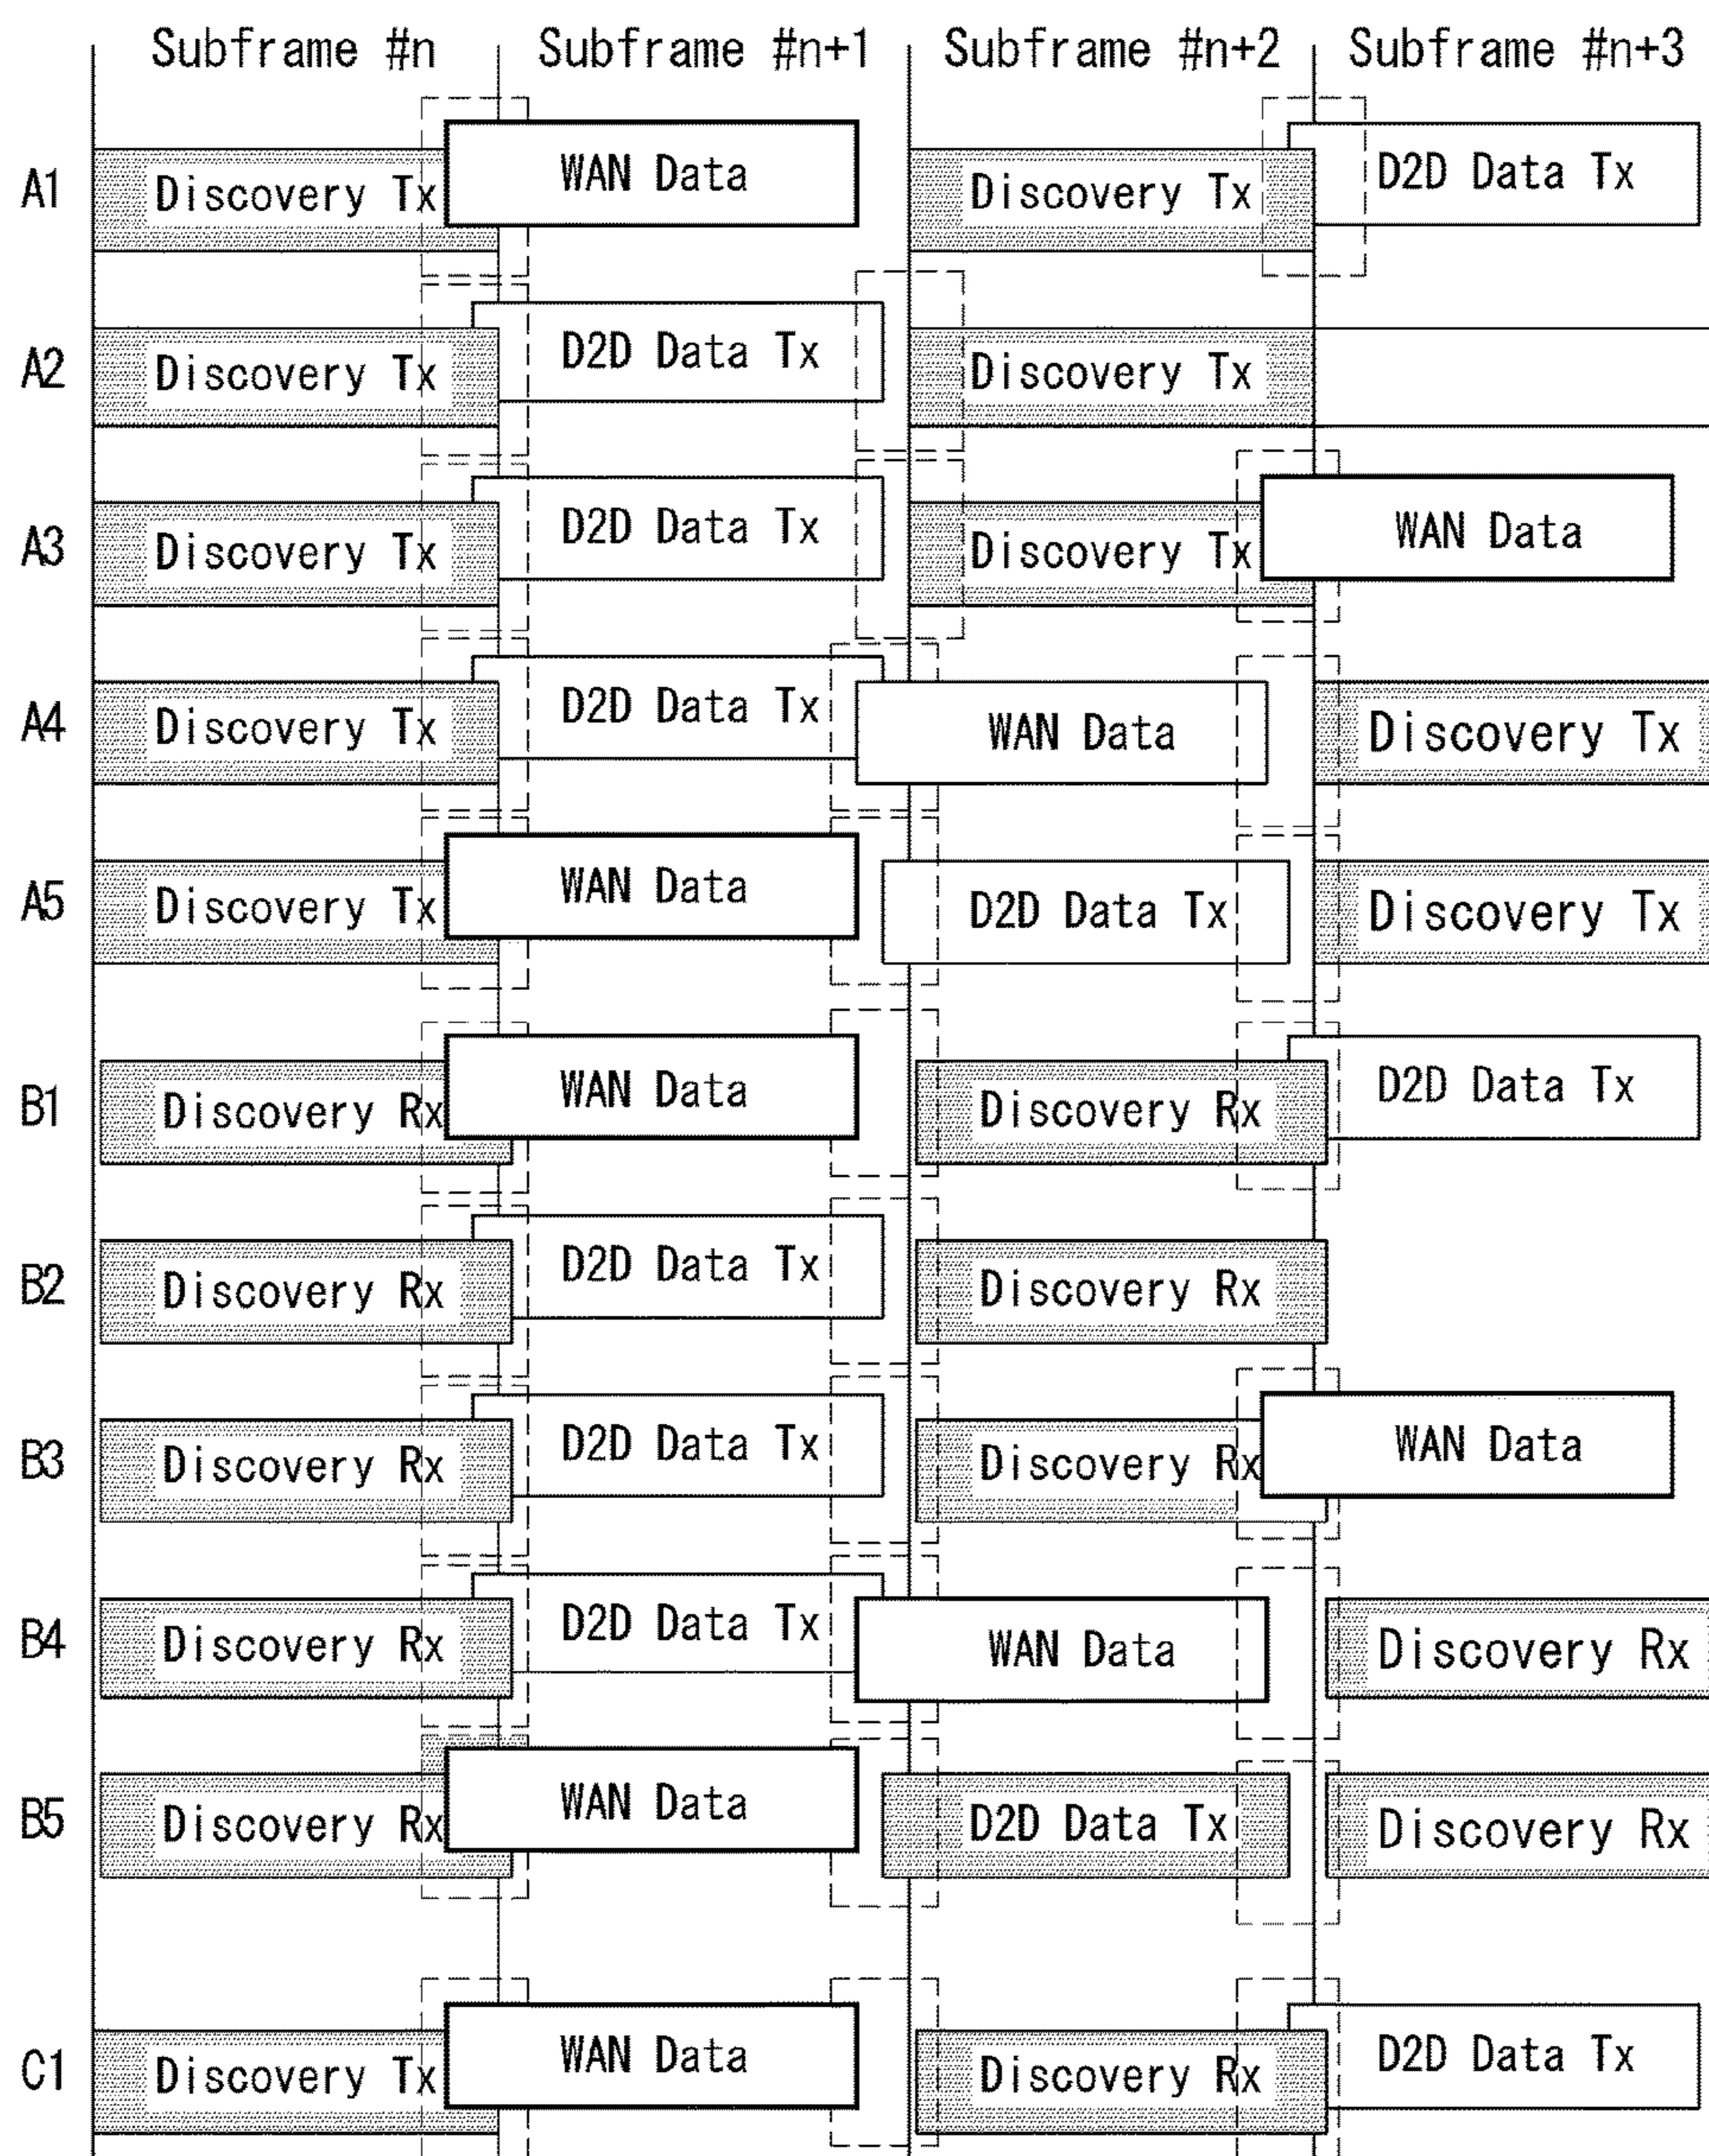 Subframe #n Subframe #n+1 Subframe #n+2 Subframe #n+3
A1 Discovery Tx WAN Data Discovery Tx D2D Data Tx
A2 Discovery Tx D2D Data Tx Discovery Tx
A3 Discovery Tx D2D Data Tx Discovery Tx WAN Data
A4 Discovery Tx D2D Data Tx WAN Data Discovery Tx
A5 Discovery Tx WAN Data D2D Data Tx Discovery Tx
B1 Discovery Rx WAN Data Discovery Rx D2D Data Tx
B2 Discovery Rx D2D Data Tx Discovery Rx
B3 Discovery Rx D2D Data Tx Discovery Rx WAN Data
B4 Discovery Rx D2D Data Tx WAN Data Discovery Rx
B5 Discovery Rx WAN Data D2D Data Tx Discovery Rx
C1 Discovery Tx WAN Data Discovery Rx D2D Data Tx